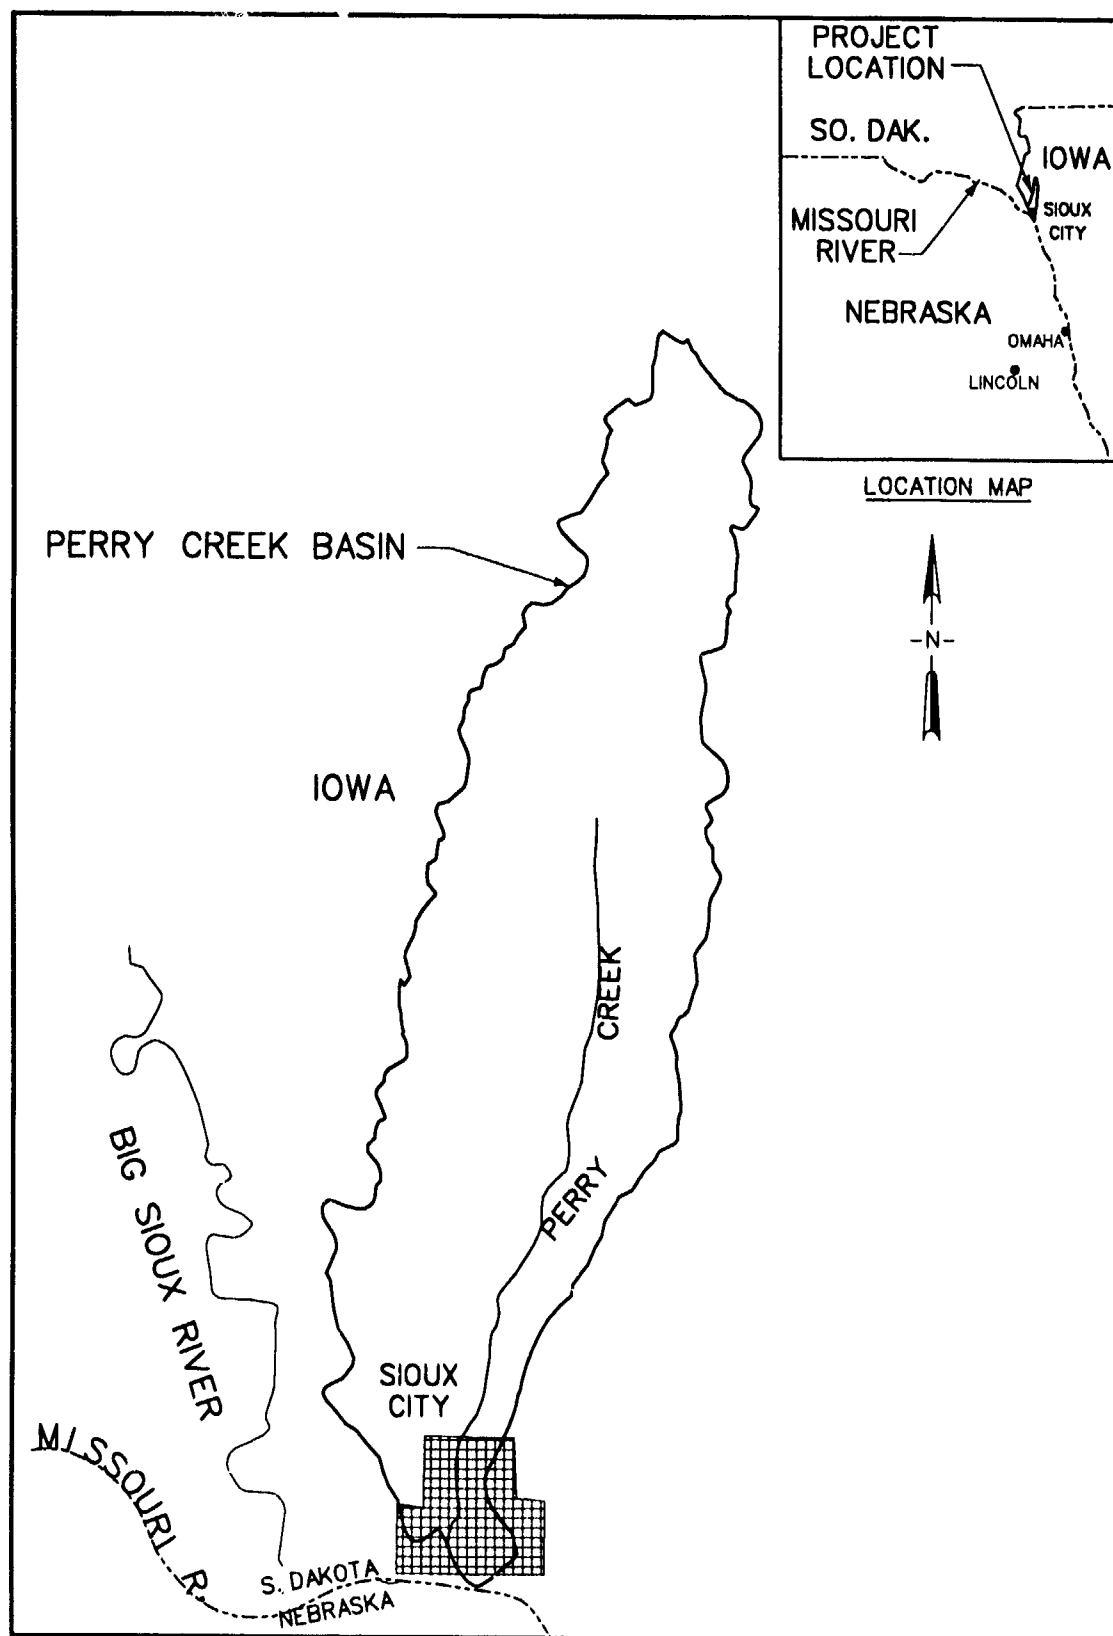 PROJECT
LOCATION
SO. DAK.
IOWA
MISSOURI
RIVER
SIOUX
CITY
NEBRASKA
OMAHA
LINCOLN
LOCATION MAP
PERRY CREEK BASIN
-N-
IOWA
CREEK
PERRY
BIG SIOUX RIVER
SIOUX
CITY
MISSOURI R.
S. DAKOTA
NEBRASKA